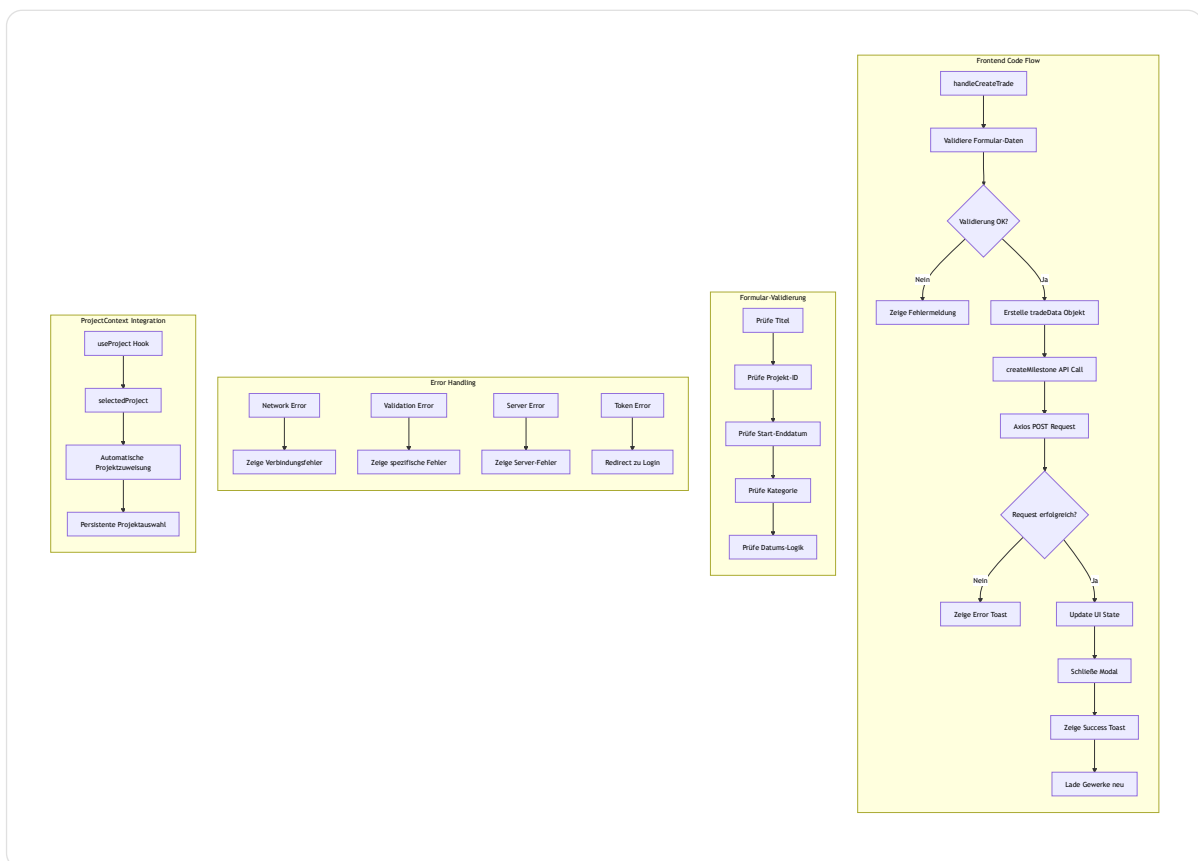 ProjectContext Integration
useProject Hook
selectedProject
Automatische
Projektzuweisung
Persistente Projektauswahl
Error Handling
Network Error
Validation Error
Server Error
Token Error
Zeige Verbindungsfehler
Zeige spezifische Fehler
Zeige Server-Fehler
Redirect zu Login
Formular-Validierung
Prüfe Titel
Prüfe Projekt-ID
Prüfe Start-Enddatum
Prüfe Kategorie
Prüfe Datums-Logik
Frontend Code Flow
handleCreateTrade
Validiere Formular-Daten
Validierung OK?
Nein
Ja
Zeige Fehlermeldung
Erstelle tradeData Objekt
createMilestone API Call
Axios POST Request
Request erfolgreich?
Nein
Ja
Zeige Error Toast
Update UI State
Schließe Modal
Zeige Success Toast
Lade Gewerke neu